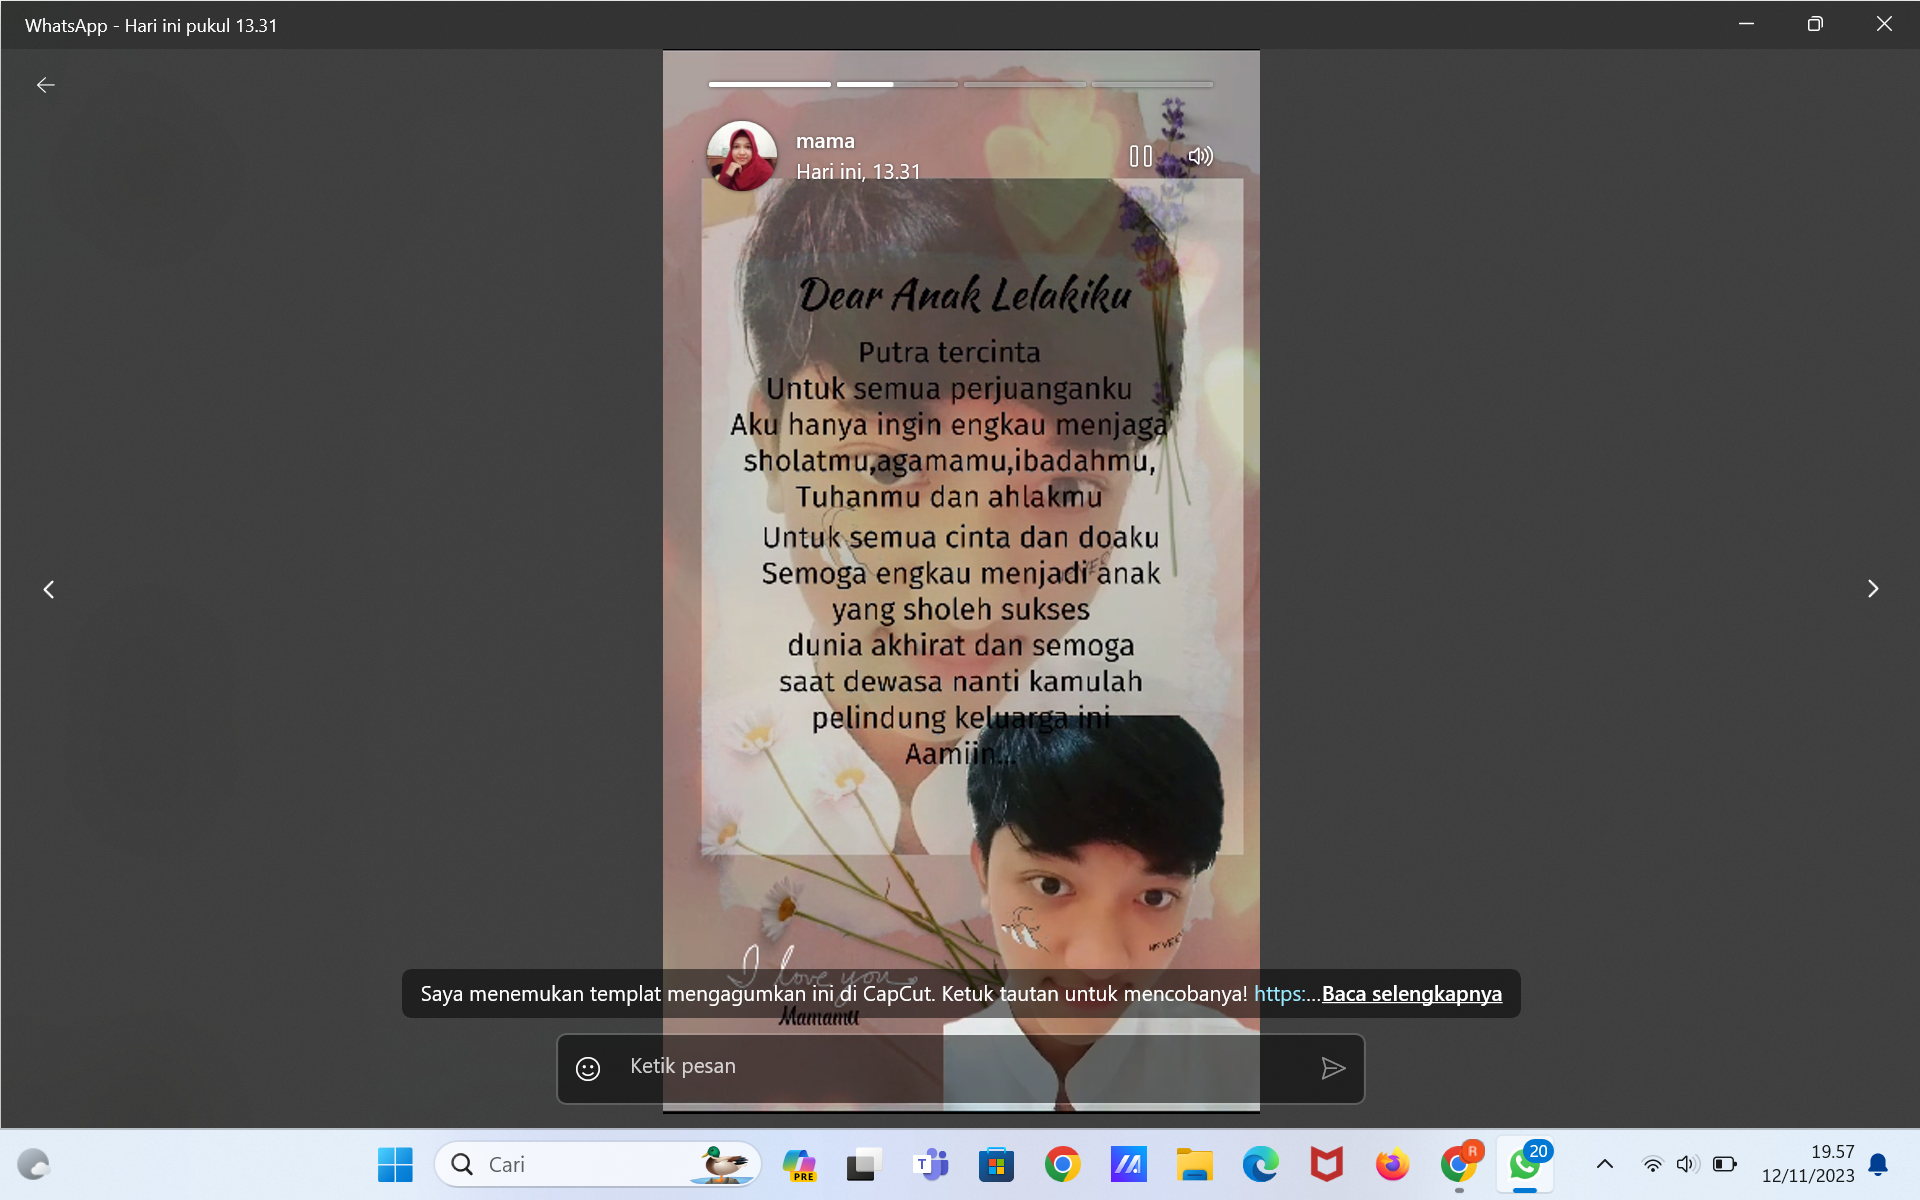 WhatsApp - Hari ini pukul 13.31
mama
Hari ini, 13.31
Dear Anak Lelakiku
Putra tercinta
Untuk semua perjuanganku
Aku hanya ingin engkau menjaga
sholatmu,agamamu,ibadahmu,
Tuhanmu dan ahlakmu
Untuk semua cinta dan doaku
Semoga engkau menjadi anak
yang sholeh sukses
dunia akhirat dan semoga
saat dewasa nanti kamulah
pelindung keluarga ini
Aamiin...
I love you
Saya menemukan templat mengagumkan ini di CapCut. Ketuk tautan untuk mencobanya! https:...Baca selengkapnya
Mamamu
Ketik pesan
Cari
PRE
T
R
20
19.57
12/11/2023